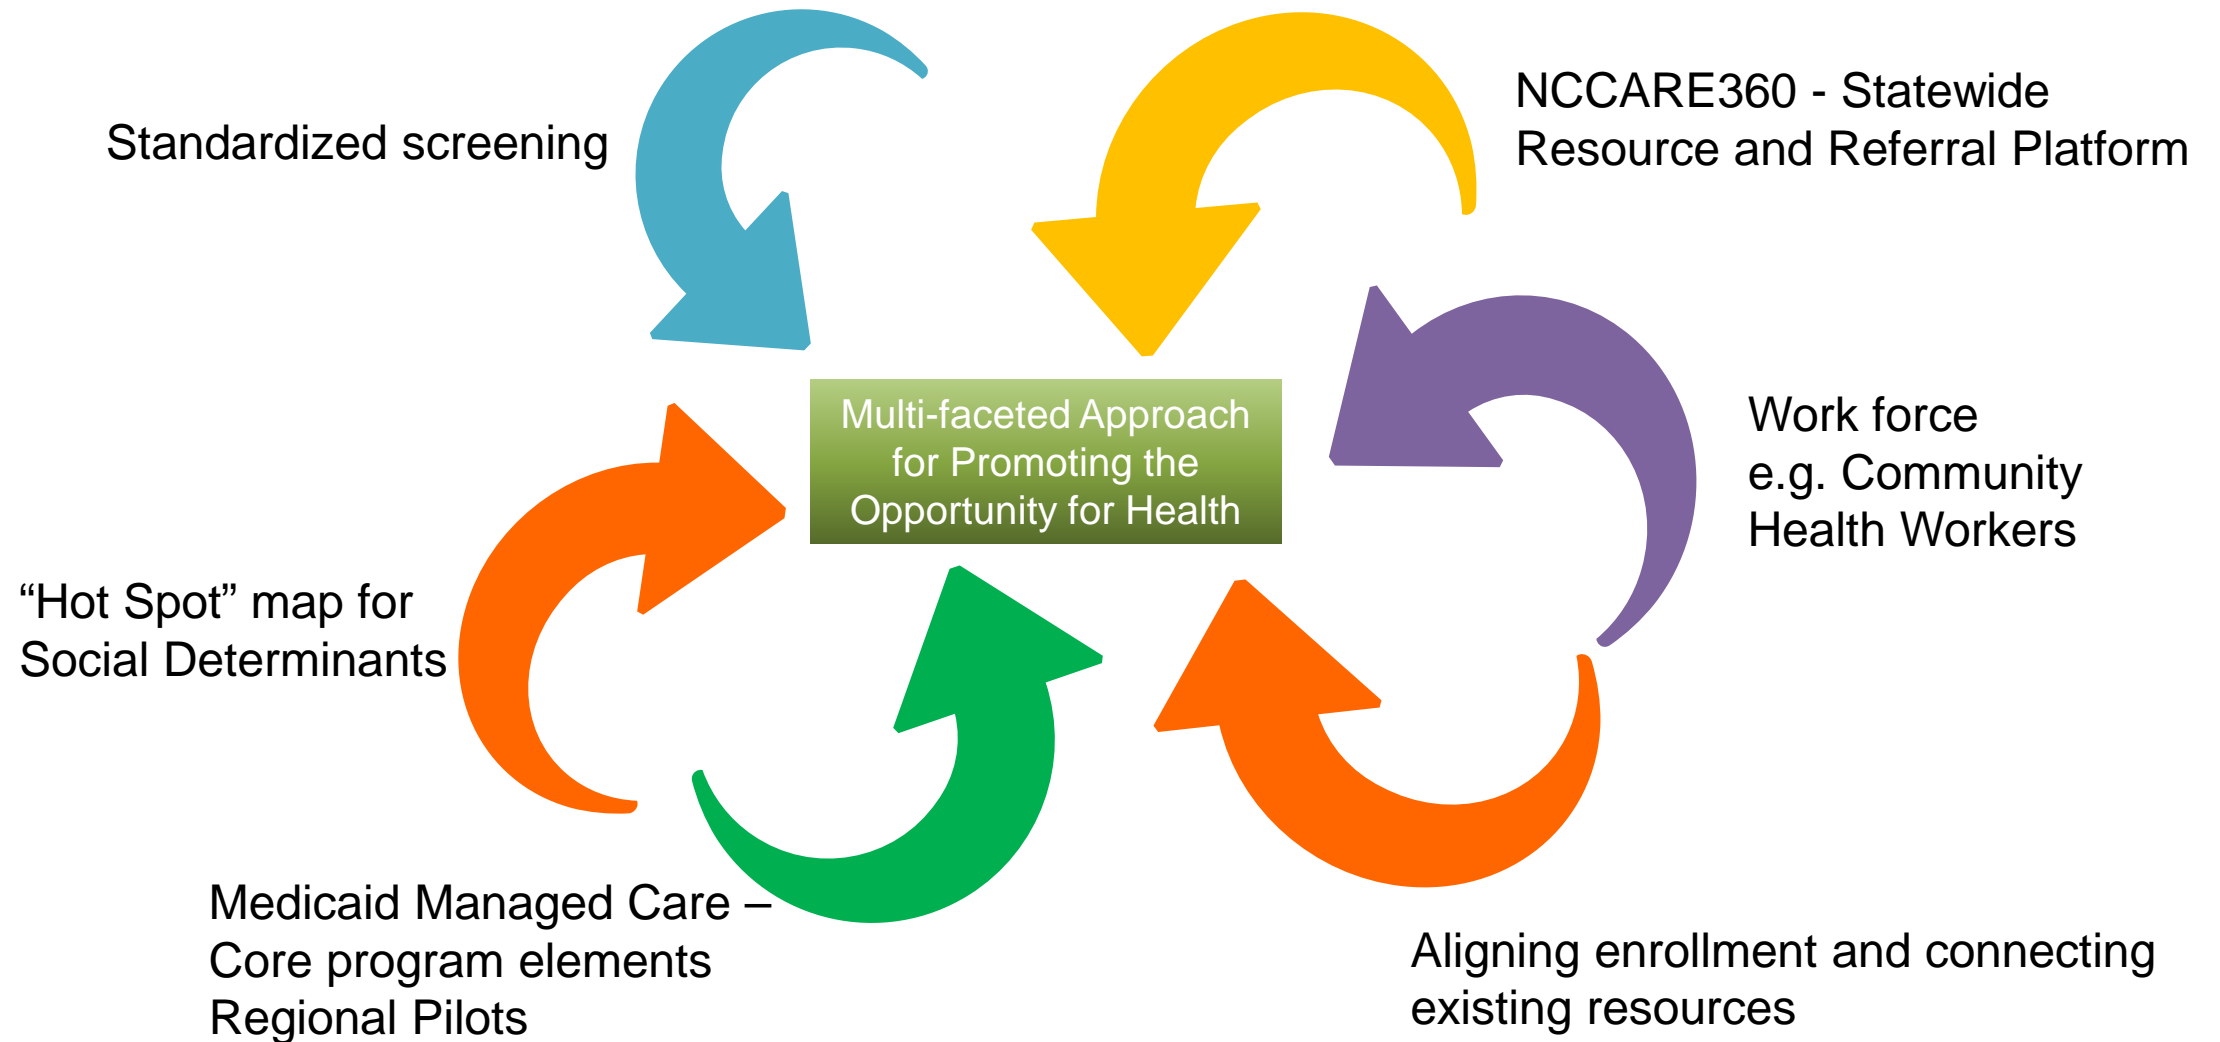 Standardized screening
NCCARE360 - Statewide
Resource and Referral Platform
Multi-faceted Approach
for Promoting the
Opportunity for Health
Work force
e.g. Community
Health Workers
“Hot Spot” map for
Social Determinants
Medicaid Managed Care –
Core program elements
Regional Pilots
Aligning enrollment and connecting
existing resources